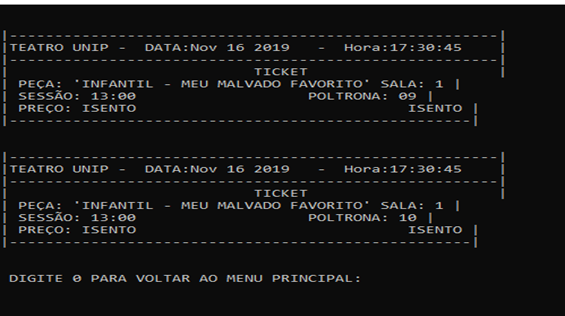 |-----------------------------------------------------|
|TEATRO UNIP -  DATA:Nov 16 2019   -  Hora:17:30:45    |
|-----------------------------------------------------|
|                          TICKET                     |
| PEÇA: 'INFANTIL - MEU MALVADO FAVORITO' SALA: 1 |
| SESSÃO: 13:00                   POLTRONA: 09 |
| PREÇO: ISENTO                              ISENTO |
|--------------------------------------------------|
|-----------------------------------------------------|
|TEATRO UNIP -  DATA:Nov 16 2019   -  Hora:17:30:45    |
|-----------------------------------------------------|
|                          TICKET                     |
| PEÇA: 'INFANTIL - MEU MALVADO FAVORITO' SALA: 1 |
| SESSÃO: 13:00                   POLTRONA: 10 |
| PREÇO: ISENTO                              ISENTO |
|--------------------------------------------------|
DIGITE 0 PARA VOLTAR AO MENU PRINCIPAL: